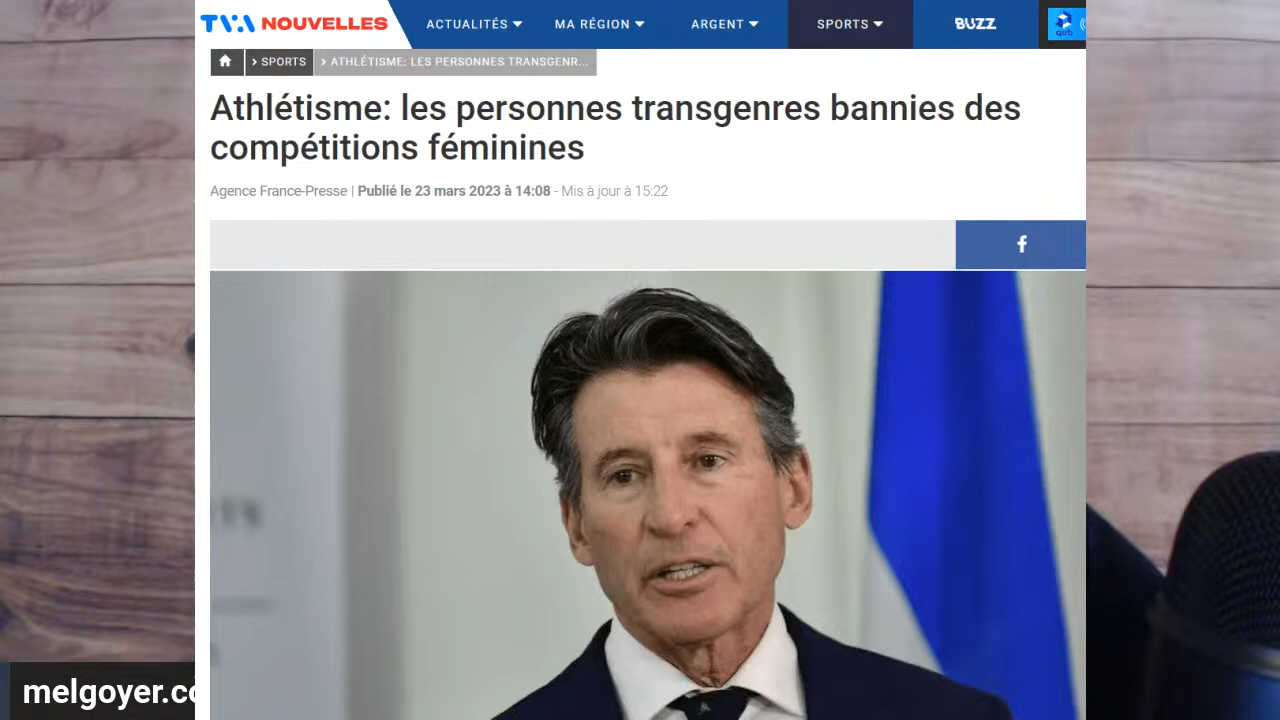 TVA NOUVELLES
ACTUALITÉS
MA RÉGION
ARGENT
SPORTS
BUZZ
qub
SPORTS
ATHLÉTISME: LES PERSONNES TRANSGENR...
Athlétisme: les personnes transgenres bannies des
compétitions féminines
Agence France-Presse | Publié le 23 mars 2023 à 14:08 - Mis à jour à 15:22
f
melgoyer.c